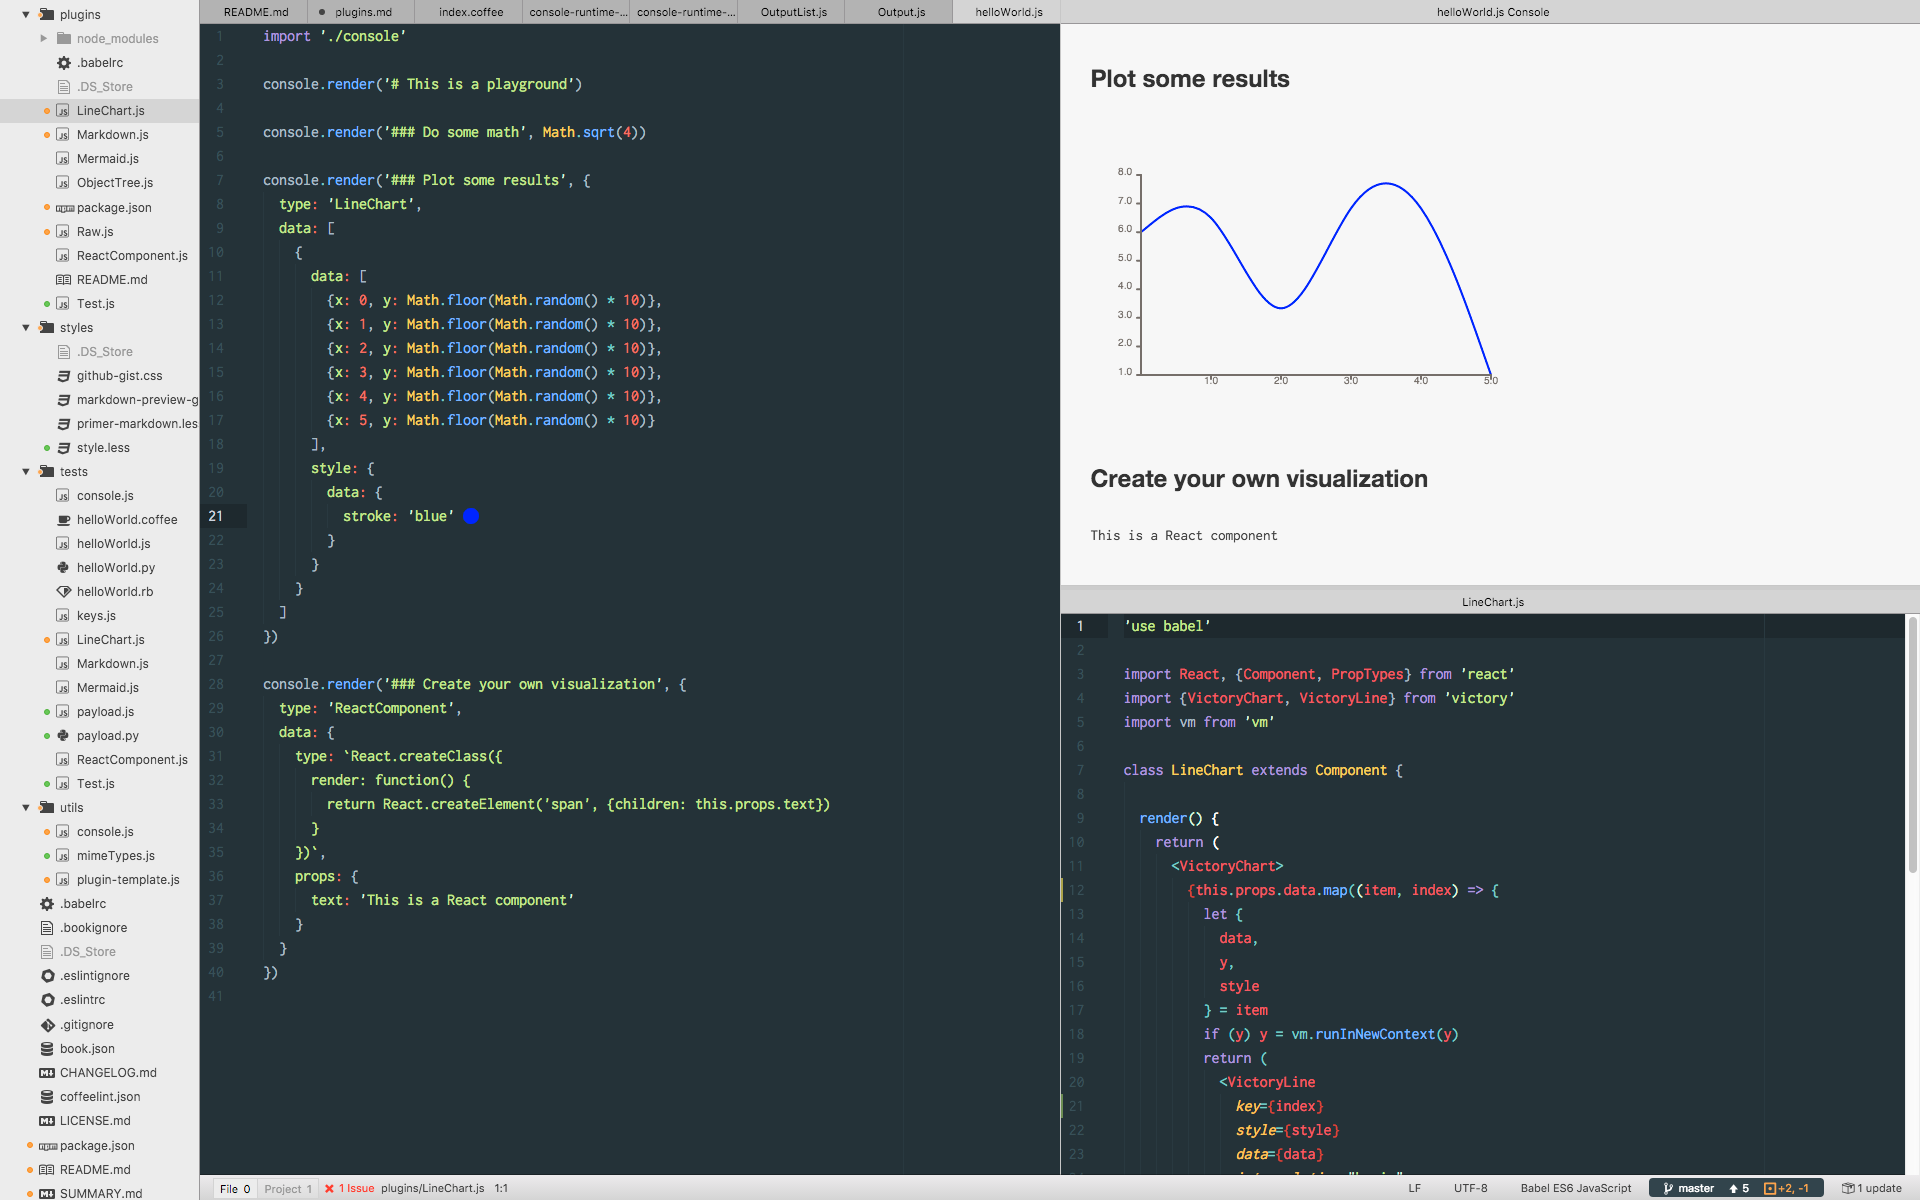 plugins
node_modules
.babelrc
.DS_Store
LineChart.js
Markdown.js
Mermaid.js
ObjectTree.js
package.json
Raw.js
ReactComponent.js
README.md
Test.js
styles
.DS_Store
github-gist.css
markdown-preview-g
primer-markdown.les
style.less
tests
console.js
helloWorld.coffee
helloWorld.js
helloWorld.py
helloWorld.rb
keys.js
LineChart.js
Markdown.js
Mermaid.js
payload.js
payload.py
ReactComponent.js
Test.js
utils
console.js
mimeTypes.js
plugin-template.js
.babelrc
.bookignore
.DS_Store
.eslintignore
.eslintrc
.gitignore
book.json
CHANGELOG.md
coffeelint.json
LICENSE.md
package.json
README.md
SUMMARY.md
README.md plugins.md index.coffee console-runtime-... console-runtime-... OutputList.js Output.js helloWorld.js
1 import './console'
2
3 console.render('# This is a playground')
4
5 console.render('### Do some math', Math.sqrt(4))
6
7 console.render('### Plot some results', {
8 type: 'LineChart',
9 data: [
10 {
11 data: [
12 {x: 0, y: Math.floor(Math.random() * 10)},
13 {x: 1, y: Math.floor(Math.random() * 10)},
14 {x: 2, y: Math.floor(Math.random() * 10)},
15 {x: 3, y: Math.floor(Math.random() * 10)},
16 {x: 4, y: Math.floor(Math.random() * 10)},
17 {x: 5, y: Math.floor(Math.random() * 10)}
18 ],
19 style: {
20 data: {
21 stroke: 'blue'
22 }
23 }
24 }
25 ]
26 })
27
28 console.render('### Create your own visualization', {
29 type: 'ReactComponent',
30 data: {
31 type: `React.createClass({
32 render: function() {
33 return React.createElement('span', {children: this.props.text})
34 }
35 })`,
36 props: {
37 text: 'This is a React component'
38 }
39 }
40 })
41
helloWorld.js Console
Plot some results
8.0
7.0
6.0
5.0
4.0
3.0
2.0
1.0
1.0 2.0 3.0 4.0 5.0
Create your own visualization
This is a React component
LineChart.js
1 'use babel'
2
3 import React, {Component, PropTypes} from 'react'
4 import {VictoryChart, VictoryLine} from 'victory'
5 import vm from 'vm'
6
7 class LineChart extends Component {
8
9 render() {
10 return (
11 <VictoryChart>
12 {this.props.data.map((item, index) => {
13 let {
14 data,
15 y,
16 style
17 } = item
18 if (y) y = vm.runInNewContext(y)
19 return (
20 <VictoryLine
21 key={index}
22 style={style}
23 data={data}
File 0 Project 1 1 Issue plugins/LineChart.js 1:1 LF UTF-8 Babel ES6 JavaScript master 5 +2, -1 1 update